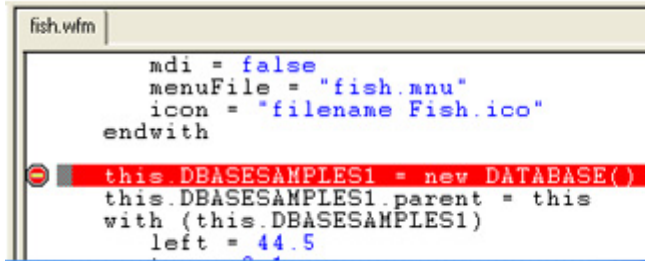 fish.wfm
mdi = false
menuFile = "fish.mnu"
icon = "filename Fish.ico"
endwith
this.DBASESAMPLES1 = new DATABASE()
this.DBASESAMPLES1.parent = this
with (this.DBASESAMPLES1)
left = 44.5